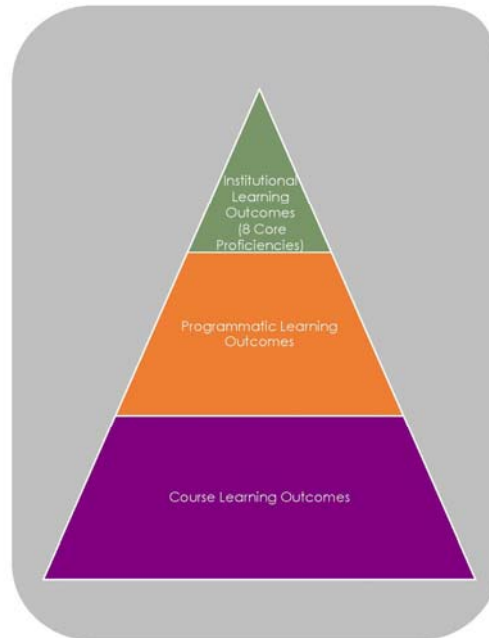 Institutional
Learning
Outcomes
(8 Core
Proficiencies)
Programmatic Learning
Outcomes
Course Learning Outcomes